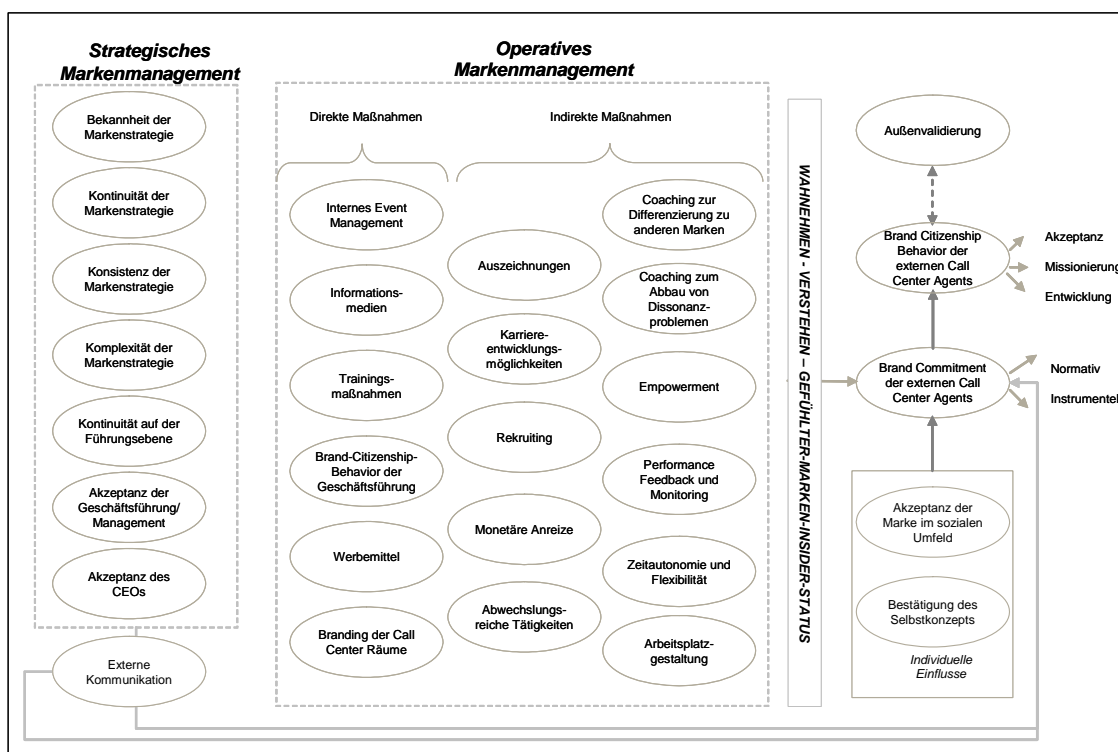 Strategisches
Markenmanagement
Bekannheit der
Markenstrategie
Kontinuität der
Markenstrategie
Konsistenz der
Markenstrategie
Komplexität der
Markenstrategie
Kontinuität auf der
Führungsebene
Akzeptanz der
Geschäftsführung/
Management
Akzeptanz des
CEOs
Externe
Kommunikation
Operatives
Markenmanagement
Direkte Maßnahmen
Internes Event
Management
Informations-
medien
Trainings-
maßnahmen
Brand-Citizenship-
Behavior der
Geschäftsführung
Werbemittel
Branding der Call
Center Räume
Indirekte Maßnahmen
Auszeichnungen
Karriere-
entwicklungs-
möglichkeiten
Rekruiting
Monetäre Anreize
Abwechslungs-
reiche Tätigkeiten
Coaching zur
Differenzierung zu
anderen Marken
Coaching zum
Abbau von
Dissonanz-
problemen
Empowerment
Performance
Feedback und
Monitoring
Zeitautonomie und
Flexibilität
Arbeitsplatz-
gestaltung
WAHNEHMEN - VERSTEHEN – GEFÜHLTER-MARKEN-INSIDER-STATUS
Außenvalidierung
Brand Citizenship
Behavior der
externen Call
Center Agents
Akzeptanz
Missionierung
Entwicklung
Brand Commitment
der externen Call
Center Agents
Normativ
Instrumentel
Akzeptanz der
Marke im sozialen
Umfeld
Bestätigung des
Selbstkonzepts
Individuelle
Einflusse